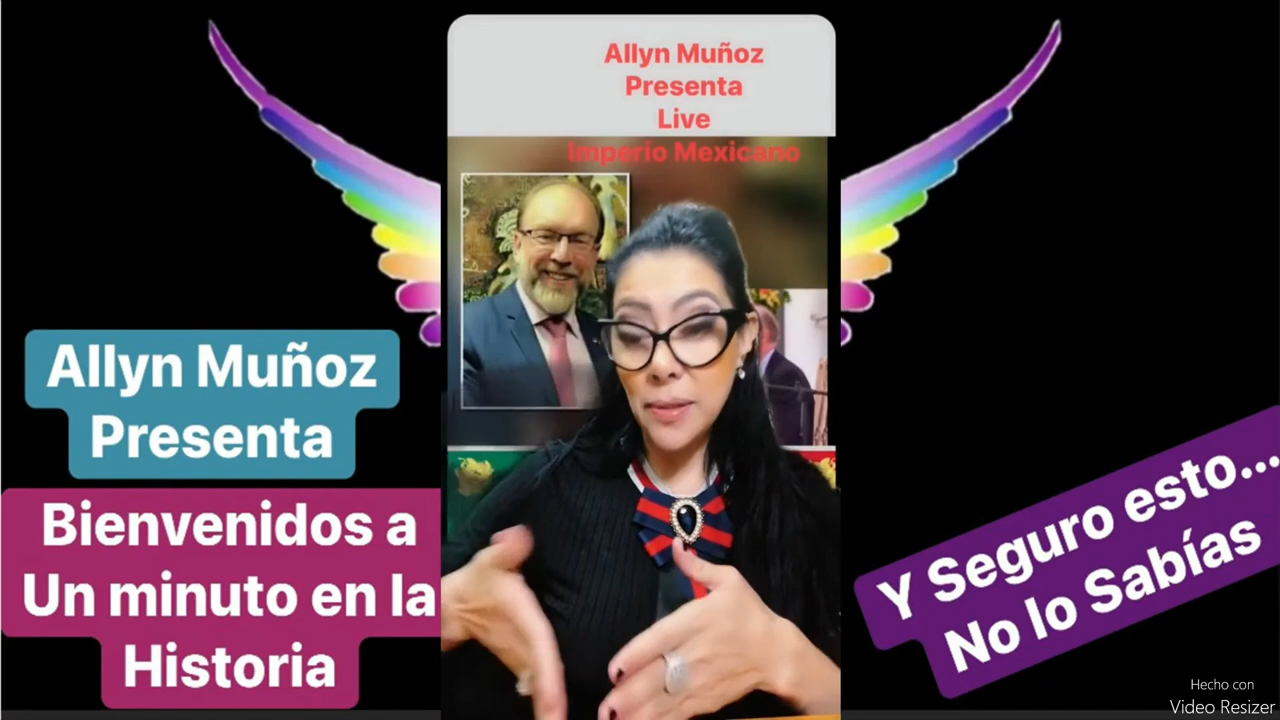 Allyn Muñoz
Presenta
Live
Imperio Mexicano
Allyn Muñoz
Presenta
Bienvenidos a
Un minuto en la
Historia
Y Seguro esto...
No lo Sabías
Hecho con
Video Resizer